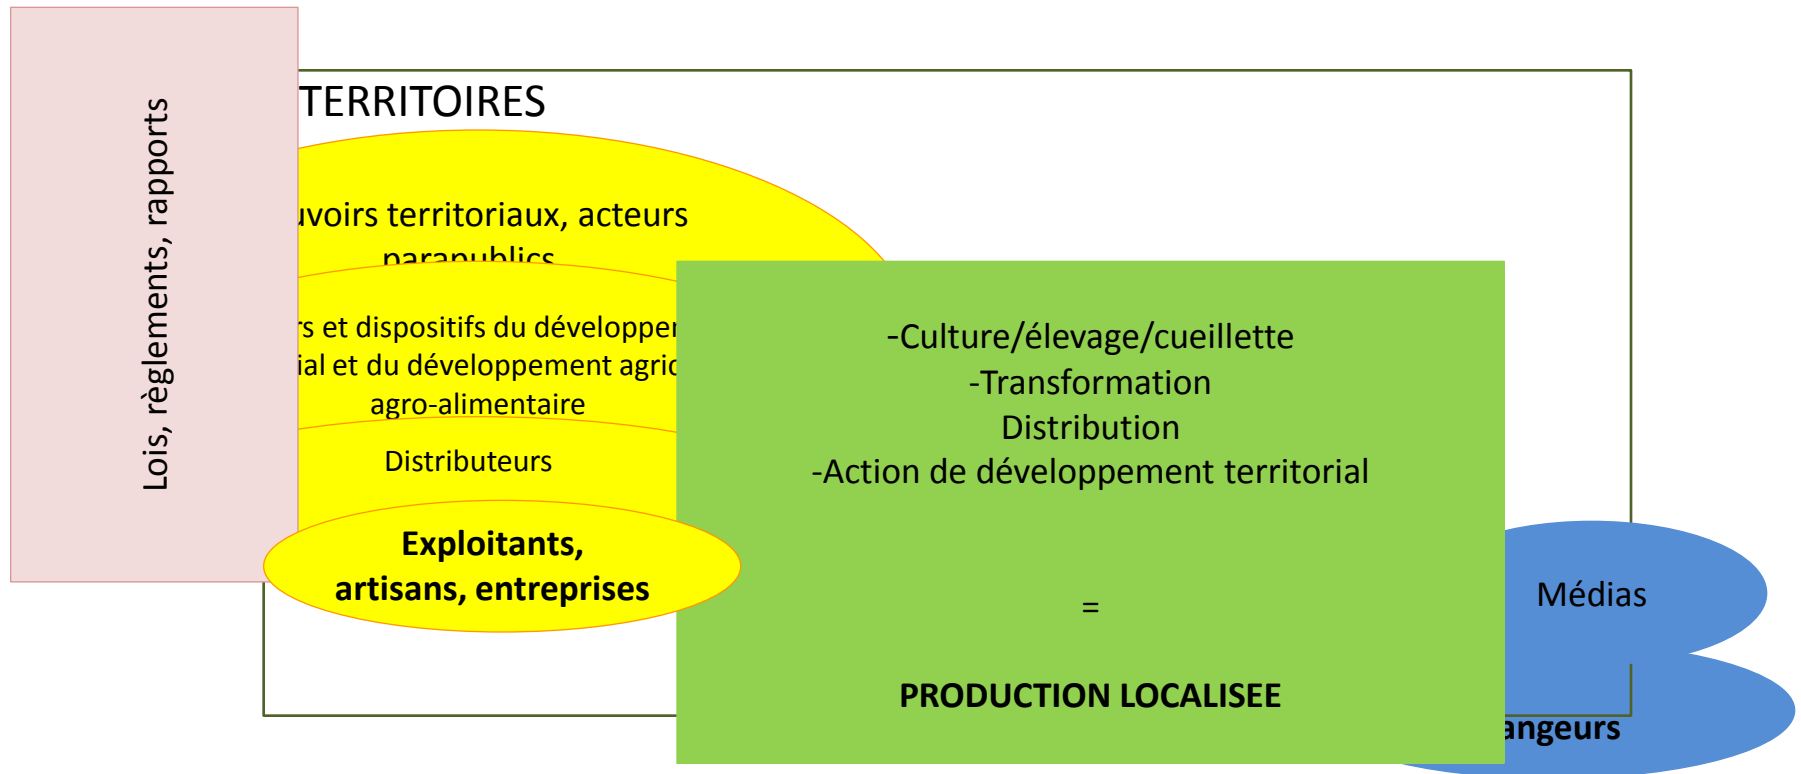 Lois, règlements, rapports
TERRITOIRES
uvoirs territoriaux, acteurs
parapublics
rs et dispositifs du développe
ial et du développement agric
agro-alimentaire
Distributeurs
Exploitants,
artisans, entreprises
-Culture/élevage/cueillette
-Transformation
Distribution
-Action de développement territorial
=
PRODUCTION LOCALISEE
Médias
angeurs